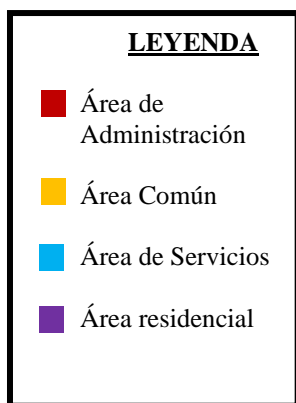 LEYENDA
Área de
Administración
Área Común
Área de Servicios
Área residencial